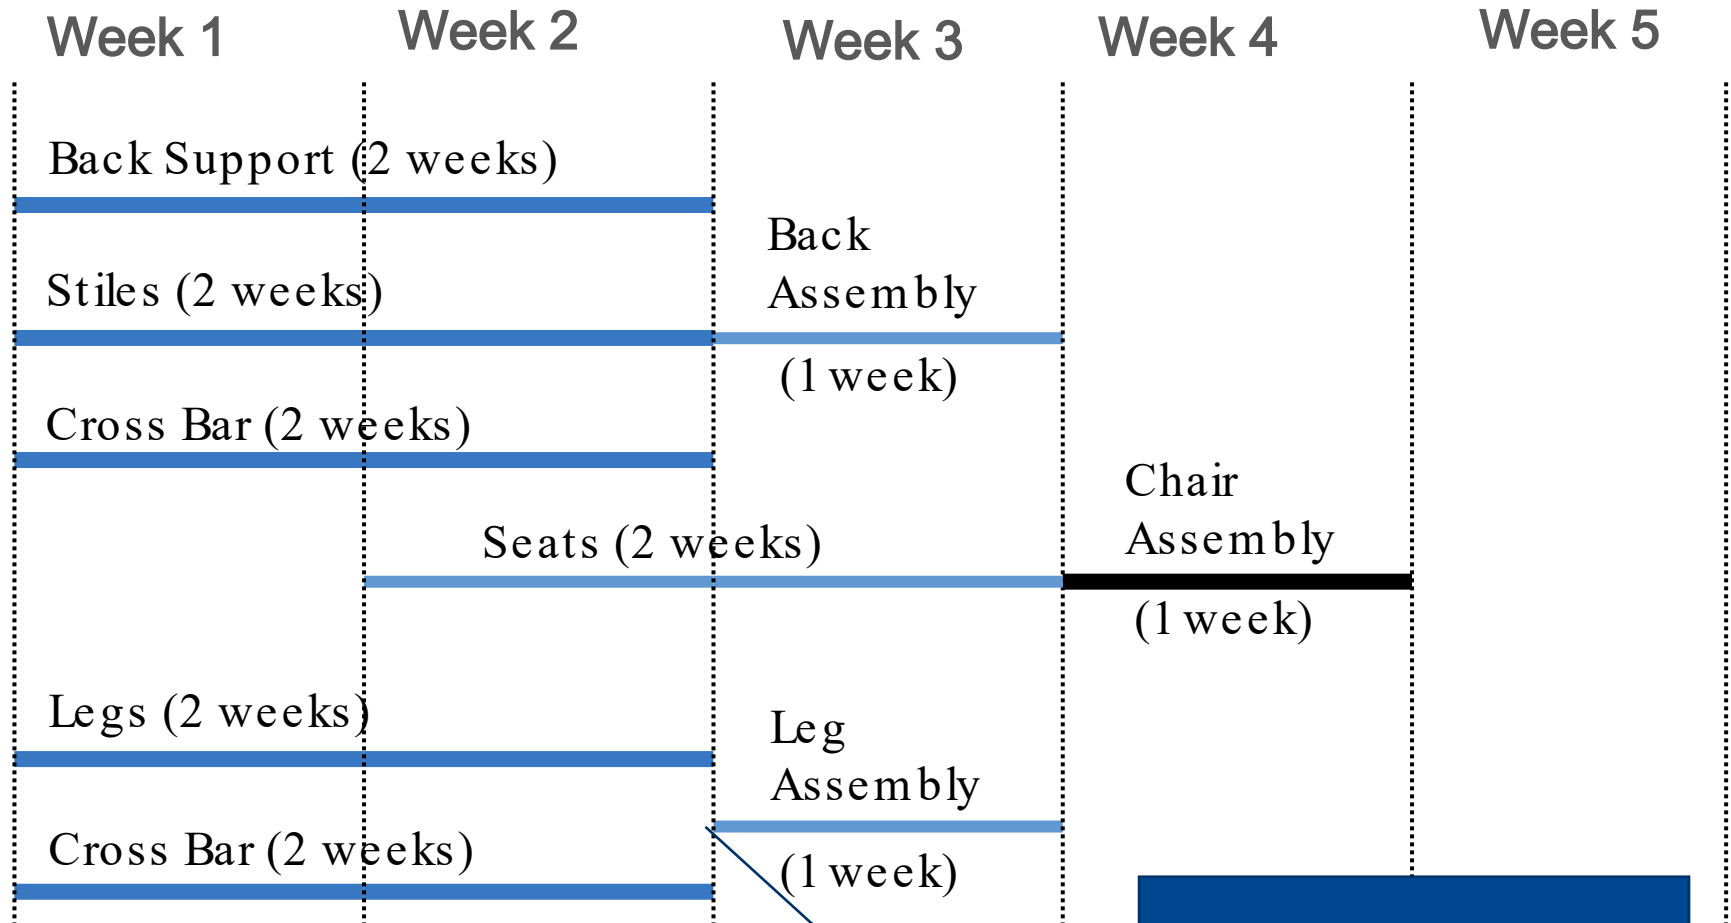 Week 1
Week 2
Week 3
Week 4
Week 5
Back Support (2 weeks)
Back
Assembly
(1 week)
Stiles (2 weeks)
Cross Bar (2 weeks)
Chair
Assembly
(1 week)
Seats (2 weeks)
Legs (2 weeks)
Leg
Assembly
(1 week)
Cross Bar (2 weeks)